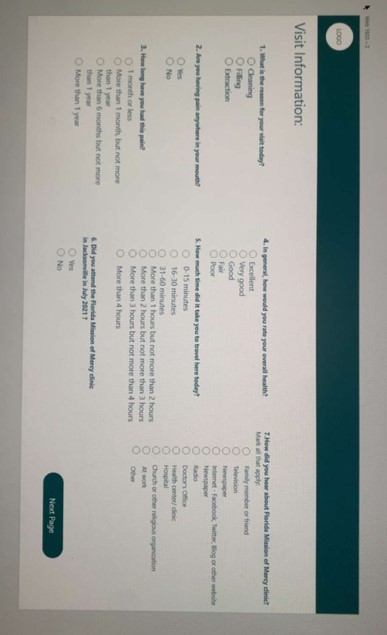 Web 1920 – 2
LOGO
Visit Information:
1. What is the reason for your visit today?
Cleaning
Filling
Extraction
2. Are you having pain anywhere in your mouth?
Yes
No
3. How long have you had this pain?
1 month or less
More than 1 month, but not more
than 1 year
More than 6 months but not more
than 1 year
More than 1 year
4. In general, how would you rate your overall health?
Excellent
Very good
Good
Fair
Poor
5. How much time did it take you to travel here today?
0-15 minutes
16-30 minutes
31-60 minutes
More than 1 hours but not more than 2 hours
More than 2 hours but not more than 3 hours
More than 3 hours but not more than 4 hours
More than 4 hours
6. Did you attend the Florida Mission of Mercy clinic
in Jacksonville in July 2021?
Yes
No
7.How did you hear about Florida Mission of Mercy clinic?
Mark all that apply:
Family member or friend
Television
Newspaper
Internet - Facebook, Twitter, Blog or other website
Newspaper
Radio
Doctor's Office
Health center/ clinic
Hospital
Church or other religious organization
At work
Other
Next Page